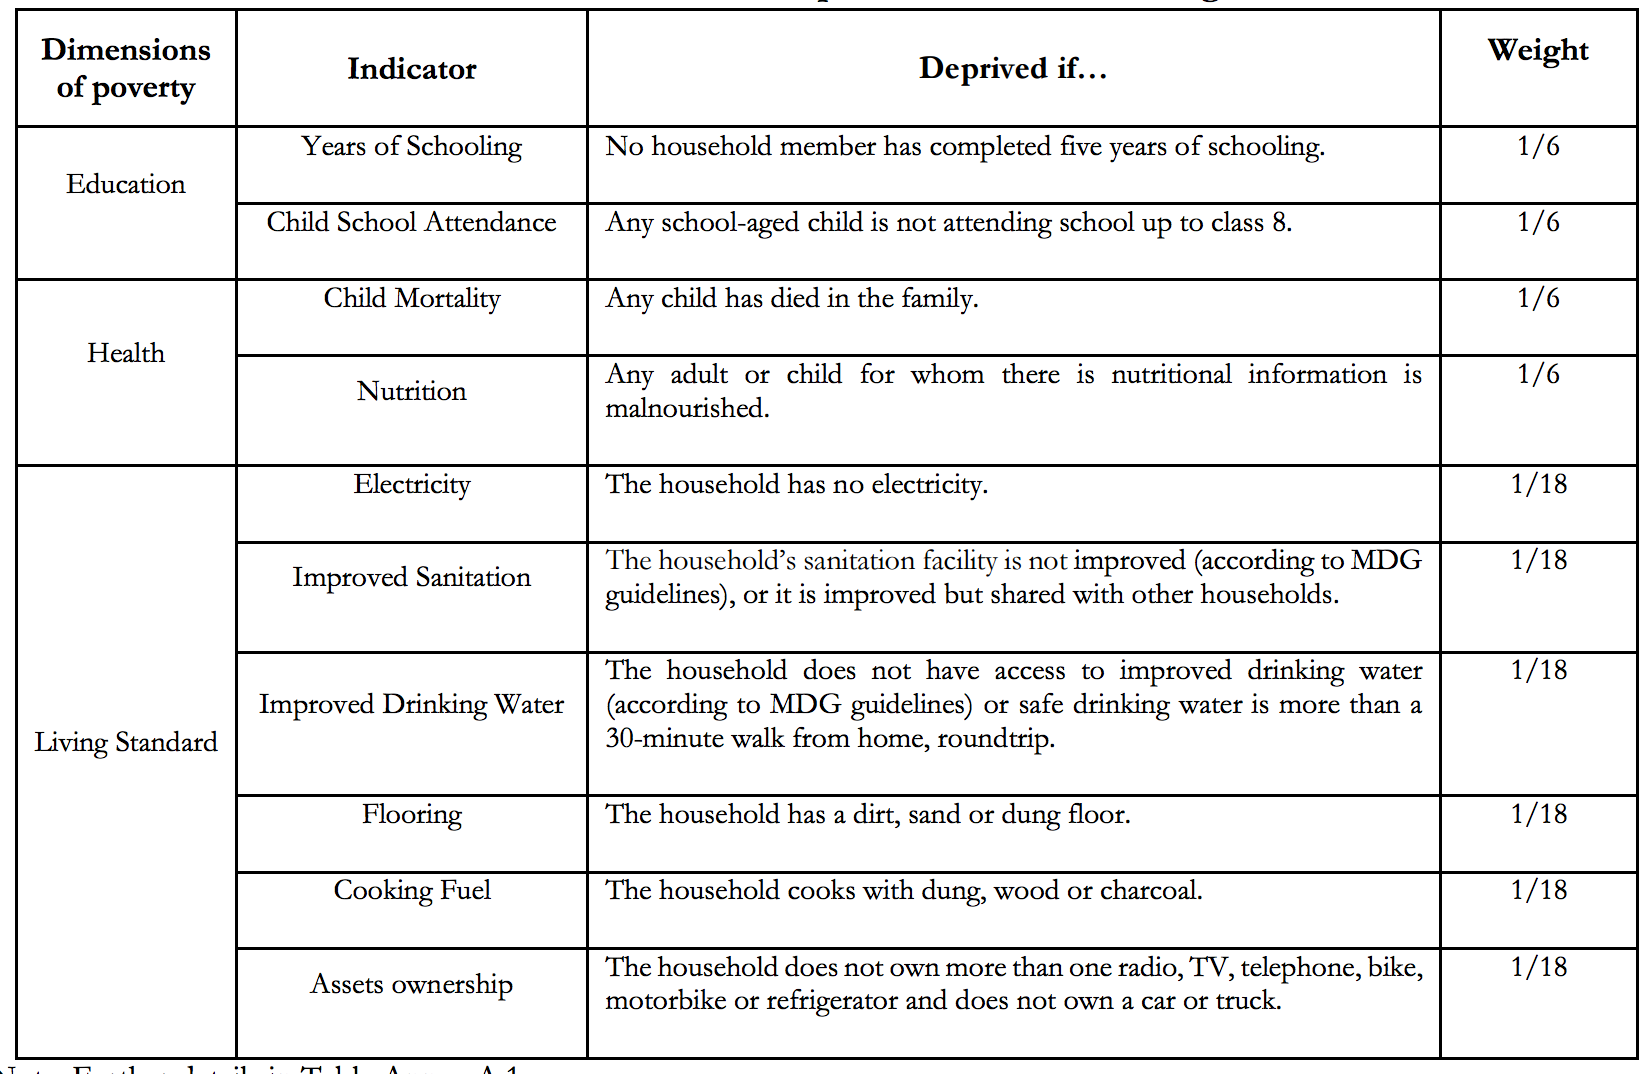 Dimensions
of poverty
Indicator
Deprived if…
Weight
Education
Years of Schooling
No household member has completed five years of schooling.
1/6
Child School Attendance
Any school-aged child is not attending school up to class 8.
1/6
Health
Child Mortality
Any child has died in the family.
1/6
Nutrition
Any adult or child for whom there is nutritional information is
malnourished.
1/6
Living Standard
Electricity
The household has no electricity.
1/18
Improved Sanitation
The household’s sanitation facility is not improved (according to MDG
guidelines), or it is improved but shared with other households.
1/18
Improved Drinking Water
The household does not have access to improved drinking water
(according to MDG guidelines) or safe drinking water is more than a
30-minute walk from home, roundtrip.
1/18
Flooring
The household has a dirt, sand or dung floor.
1/18
Cooking Fuel
The household cooks with dung, wood or charcoal.
1/18
Assets ownership
The household does not own more than one radio, TV, telephone, bike,
motorbike or refrigerator and does not own a car or truck.
1/18